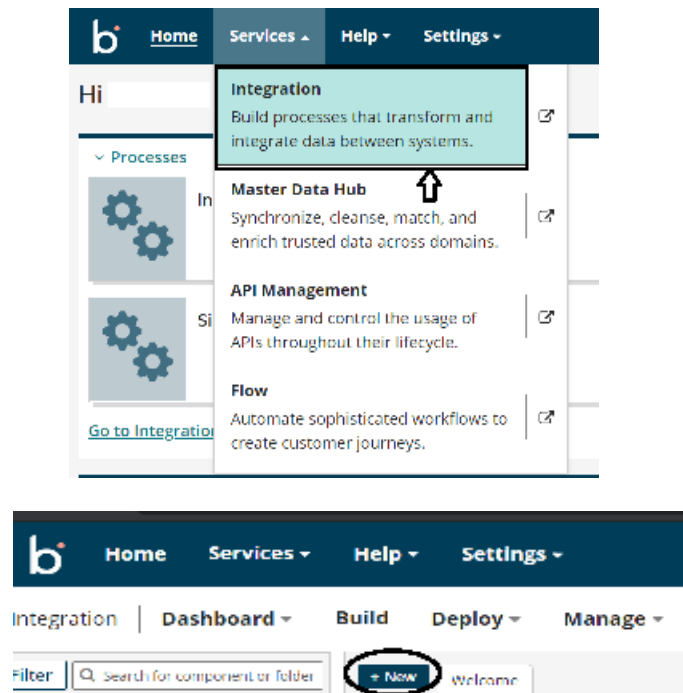 b Home Services Help Settings
Hi
Integration
Build processes that transform and
integrate data between systems.
Processes
In
Master Data Hub
Synchronize, cleanse, match, and
enrich trusted data across domains.
API Management
Si
Manage and control the usage of
APIs throughout their lifecycle.
Flow
Automate sophisticated workflows to
Go to Integration
create customer journeys.
b Home Services Help Settings
Integration Dashboard Build Deploy Manage
Filter Search for component or folder + New Welcome